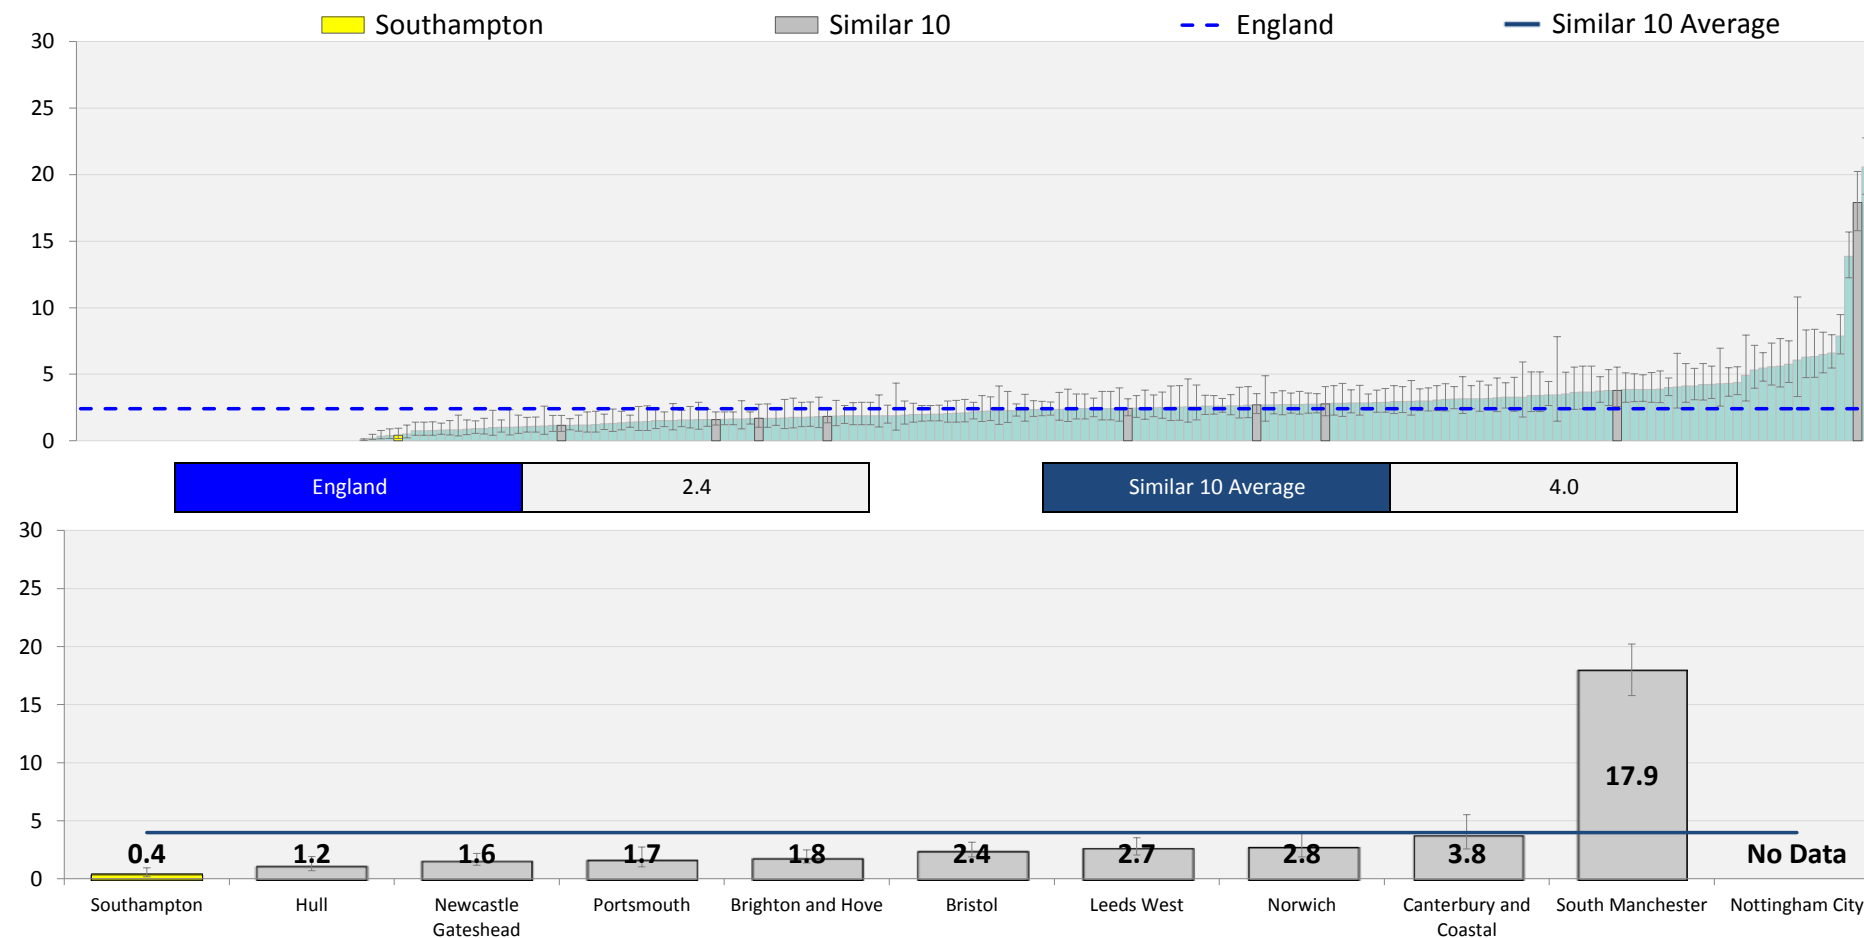 Southampton
Similar 10
England
Similar 10 Average
30
25
20
15
10
5
0
England
2.4
Similar 10 Average
4.0
30
25
20
15
10
5
0
0.4
1.2
1.6
1.7
1.8
2.4
2.7
2.8
3.8
17.9
No Data
Southampton
Hull
Newcastle
Gateshead
Portsmouth
Brighton and Hove
Bristol
Leeds West
Norwich
Canterbury and
Coastal
South Manchester
Nottingham City